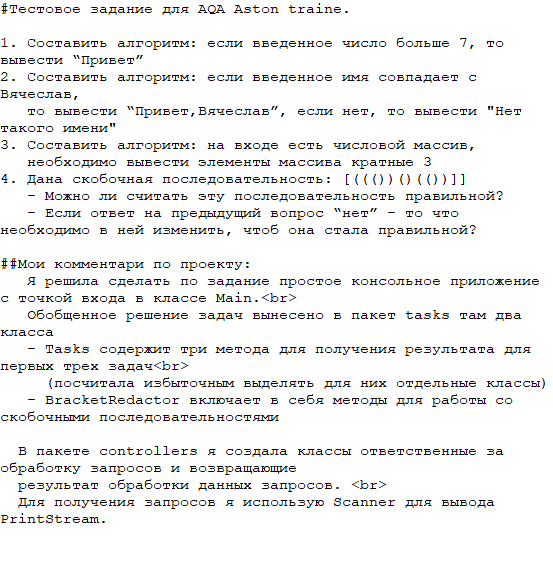 #Тестовое задание для AQA Aston traine.
1. Составить алгоритм: если введенное число больше 7, то
вывести “Привет”
2. Составить алгоритм: если введенное имя совпадает с
Вячеслав,
то вывести “Привет,Вячеслав”, если нет, то вывести "Нет
такого имени"
3. Составить алгоритм: на входе есть числовой массив,
необходимо вывести элементы массива кратные 3
4. Дана скобочная последовательность: [((())()(())]]
- Можно ли считать эту последовательность правильной?
- Если ответ на предыдущий вопрос “нет” - то что
необходимо в ней изменить, чтоб она стала правильной?
##Мои комментари по проекту:
Я решила сделать по задание простое консольное приложение
с точкой входа в классе Main.<br>
Обобщенное решение задач вынесено в пакет tasks там два
класса
- Tasks содержит три метода для получения результата для
первых трех задач<br>
(посчитала избыточным выделять для них отдельные классы)
- BracketRedactor включает в себя методы для работы со
скобочными последовательностями
В пакете controllers я создала классы ответственные за
обработку запросов и возвращающие
результат обработки данных запросов. <br>
Для получения запросов я использую Scanner для вывода
PrintStream.